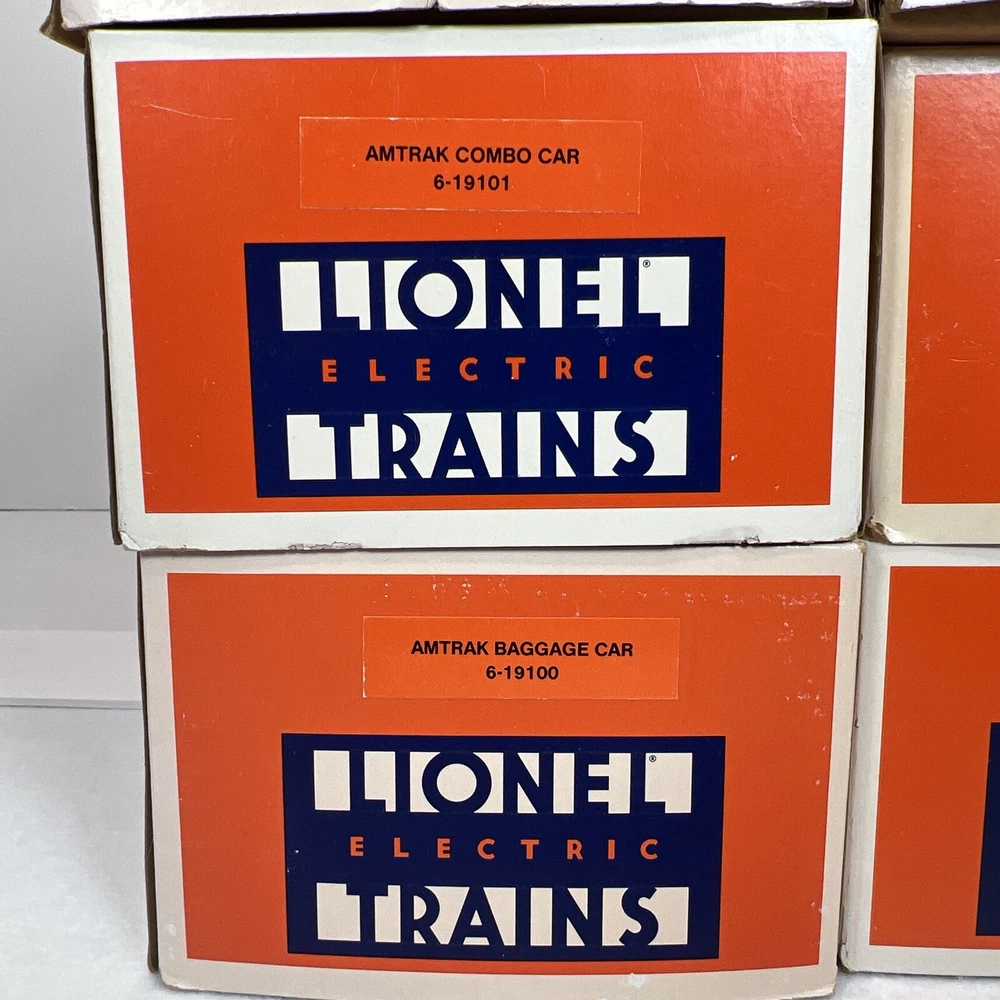 AMTRAK COMBO CAR
6-19101
LIONEL®
ELECTRIC
TRAINS
AMTRAK BAGGAGE CAR
6-19100
LIONEL®
ELECTRIC
TRAINS